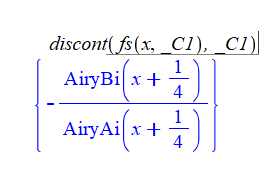 discont( fs(x, _C1), _C1)
{ - AiryBi(x + 1/4) / AiryAi(x + 1/4) }